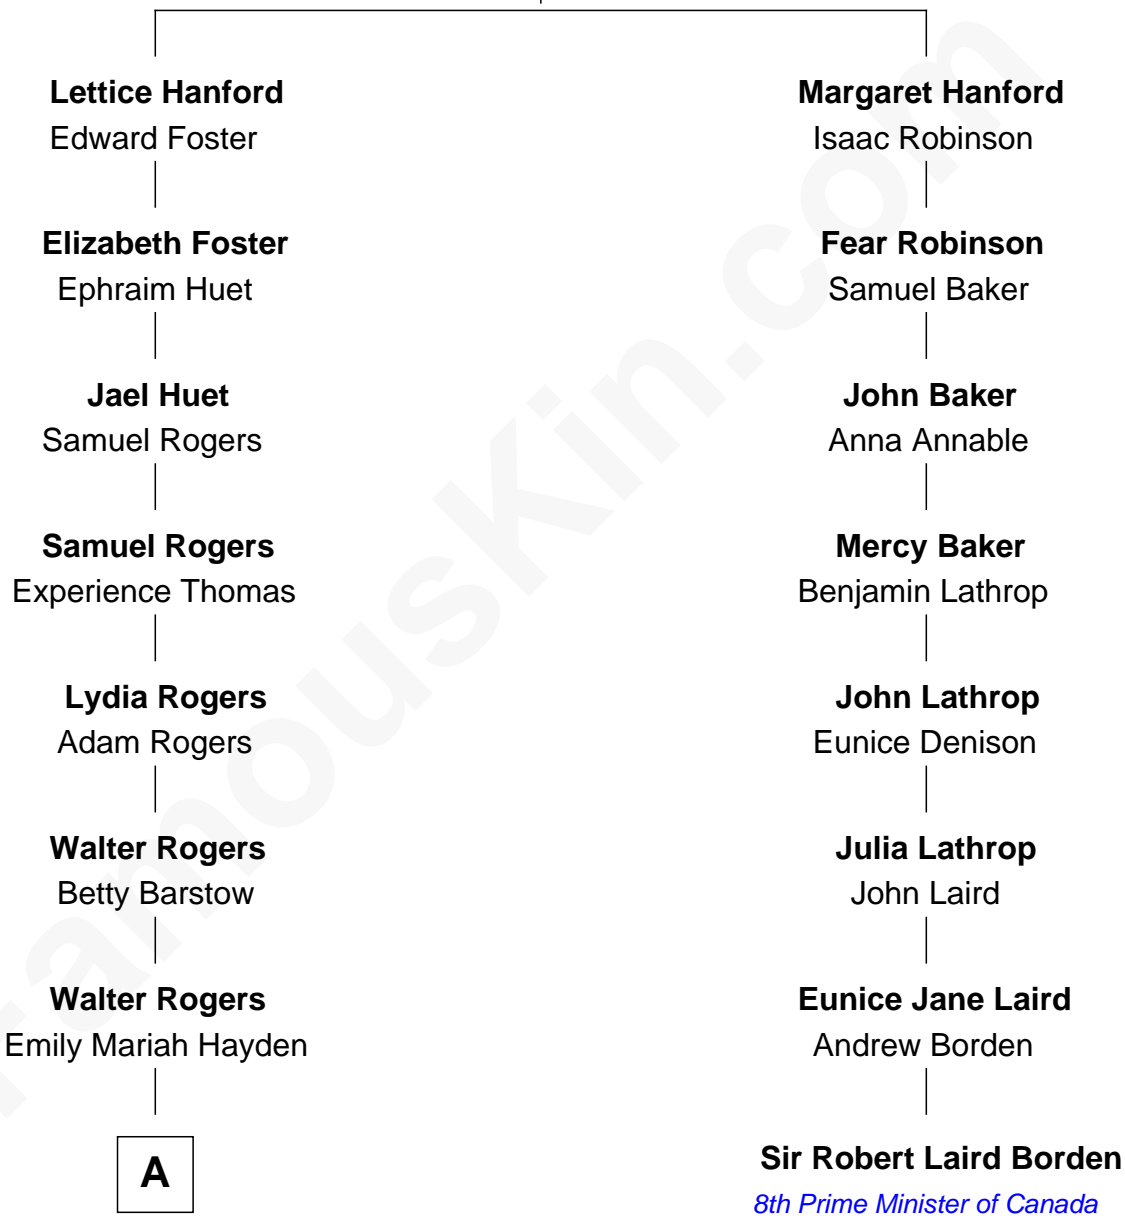 Lettice Hanford
Edward Foster
Margaret Hanford
Isaac Robinson
Elizabeth Foster
Ephraim Huet
Fear Robinson
Samuel Baker
Jael Huet
Samuel Rogers
John Baker
Anna Annable
Samuel Rogers
Experience Thomas
Mercy Baker
Benjamin Lathrop
Lydia Rogers
Adam Rogers
John Lathrop
Eunice Denison
Walter Rogers
Betty Barstow
Julia Lathrop
John Laird
Walter Rogers
Emily Mariah Hayden
Eunice Jane Laird
Andrew Borden
A
Sir Robert Laird Borden
8th Prime Minister of Canada
FamousKin.com